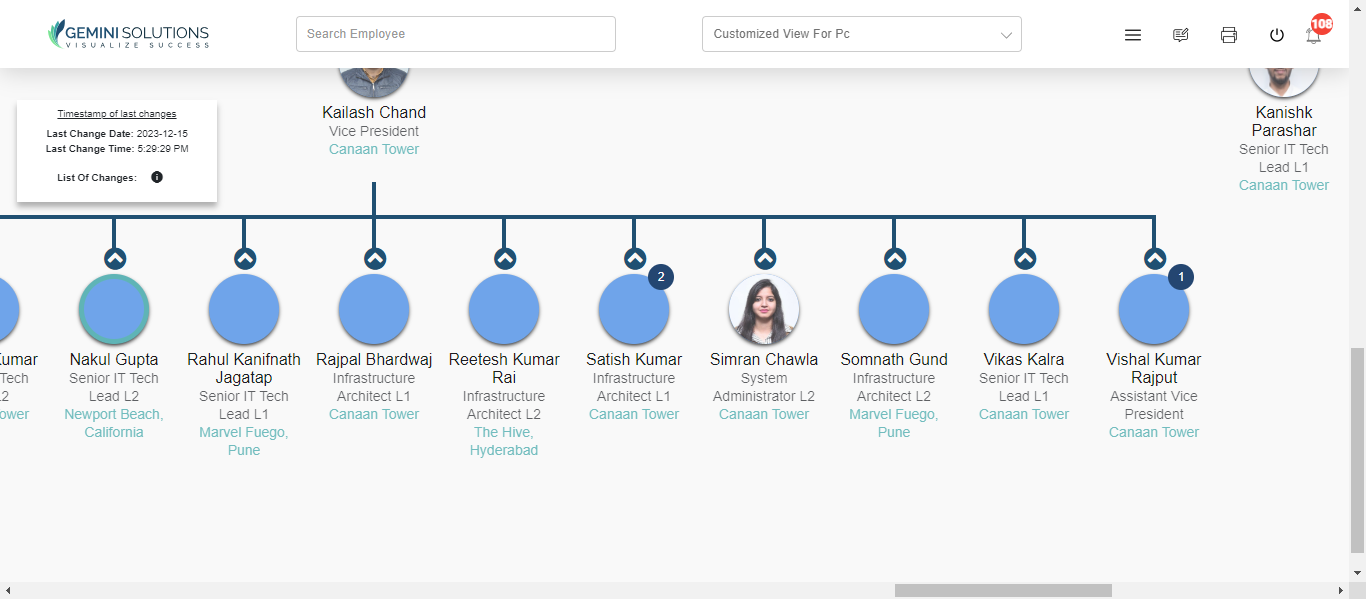 GEMINI SOLUTIONS
VISUALIZE SUCCESS
Search Employee
Customized View For Pc
108
Timestamp of last changes
Last Change Date: 2023-12-15
Last Change Time: 5:29:29 PM
List Of Changes:
Kailash Chand
Vice President
Canaan Tower
Kanishk
Parashar
Senior IT Tech
Lead L1
Canaan Tower
Nakul Gupta
Senior IT Tech
Lead L2
Newport Beach,
California
Rahul Kanifnath
Jagatap
Senior IT Tech
Lead L1
Marvel Fuego,
Pune
Rajpal Bhardwaj
Infrastructure
Architect L1
Canaan Tower
Reetesh Kumar
Rai
Infrastructure
Architect L2
The Hive,
Hyderabad
2
Satish Kumar
Infrastructure
Architect L1
Canaan Tower
Simran Chawla
System
Administrator L2
Canaan Tower
Somnath Gund
Infrastructure
Architect L2
Marvel Fuego,
Pune
Vikas Kalra
Senior IT Tech
Lead L1
Canaan Tower
1
Vishal Kumar
Rajput
Assistant Vice
President
Canaan Tower